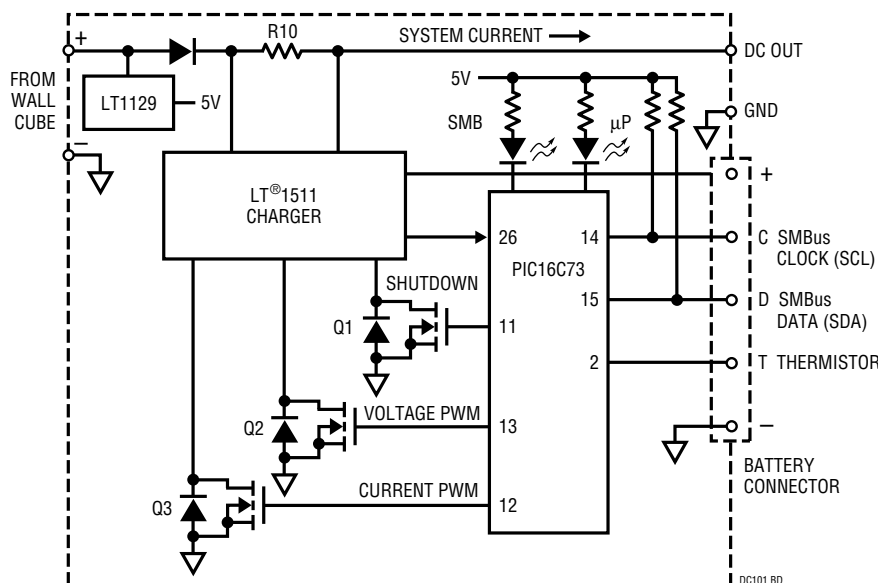 +
R10
SYSTEM CURRENT
DC OUT
FROM
WALL
CUBE
LT1129
5V
5V
SMB
µP
GND
−
+
LT®1511
CHARGER
26
14
C SMBus
CLOCK (SCL)
PIC16C73
SHUTDOWN
15
D SMBus
DATA (SDA)
Q1
11
2
T THERMISTOR
Q2
VOLTAGE PWM
13
−
BATTERY
CONNECTOR
Q3
CURRENT PWM
12
DC101 BD